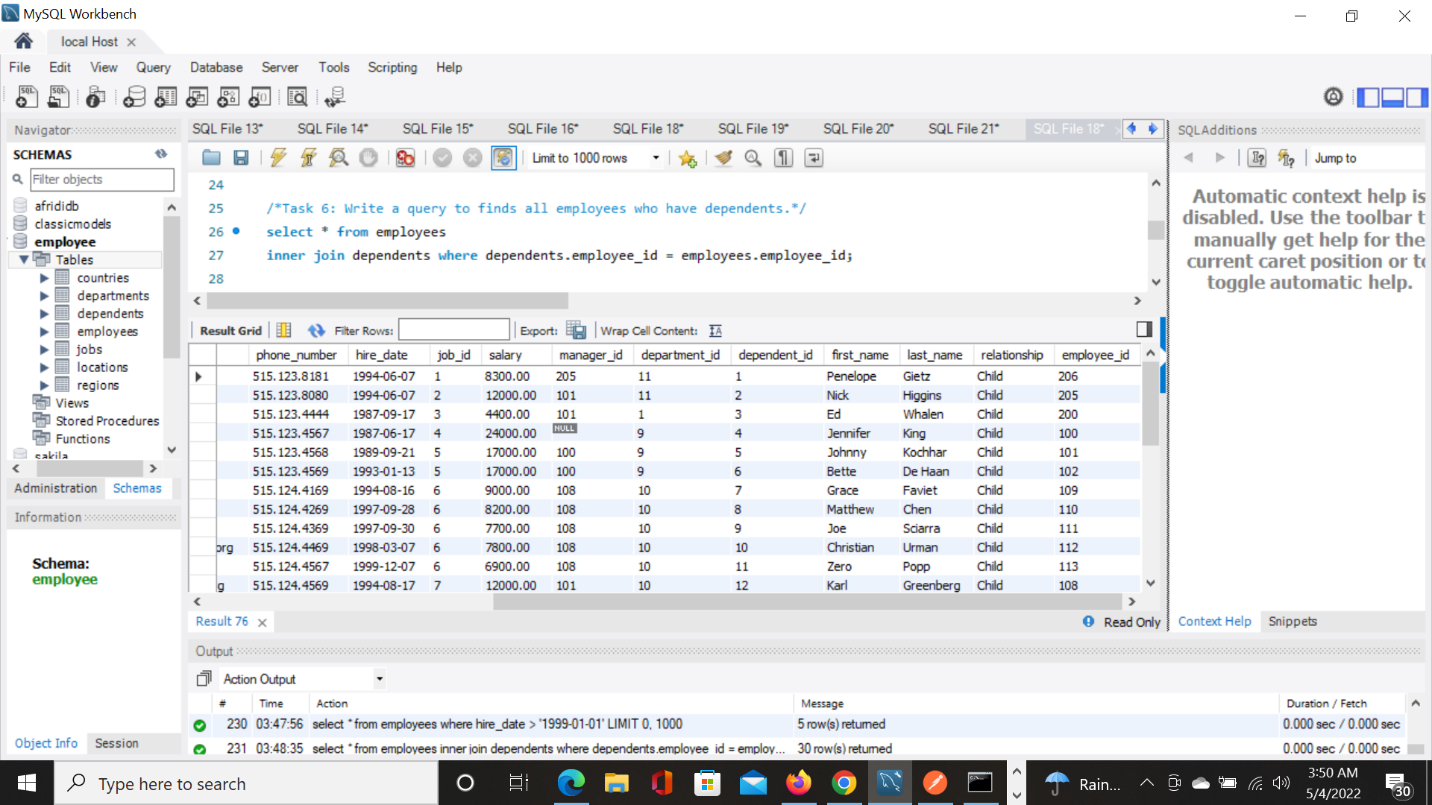 MySQL Workbench
local Host
File Edit View Query Database Server Tools Scripting Help
Navigator
SCHEMAS
Filter objects
afrididb
classicmodels
employee
Tables
countries
departments
dependents
employees
jobs
locations
regions
Views
Stored Procedures
Functions
sakila
Administration Schemas
Information
Schema:
employee
Object Info Session
SQL File 13* SQL File 14* SQL File 15* SQL File 16* SQL File 18* SQL File 19* SQL File 20* SQL File 21* SQL File 18*
Limit to 1000 rows
24
25 /*Task 6: Write a query to finds all employees who have dependents.*/
26 select * from employees
27 inner join dependents where dependents.employee_id = employees.employee_id;
28
Result Grid Filter Rows: Export: Wrap Cell Content:
phone_number hire_date job_id salary manager_id department_id dependent_id first_name last_name relationship employee_id
515.123.8181 1994-06-07 1 8300.00 205 11 1 Penelope Gietz Child 206
515.123.8080 1994-06-07 2 12000.00 101 11 2 Nick Higgins Child 205
515.123.4444 1987-09-17 3 4400.00 101 1 3 Ed Whalen Child 200
515.123.4567 1987-06-17 4 24000.00 NULL 9 4 Jennifer King Child 100
515.123.4568 1989-09-21 5 17000.00 100 9 5 Johnny Kochhar Child 101
515.123.4569 1993-01-13 5 17000.00 100 9 6 Bette De Haan Child 102
515.124.4169 1994-08-16 6 9000.00 108 10 7 Grace Faviet Child 109
515.124.4269 1997-09-28 6 8200.00 108 10 8 Matthew Chen Child 110
515.124.4369 1997-09-30 6 7700.00 108 10 9 Joe Sciarra Child 111
org 515.124.4469 1998-03-07 6 7800.00 108 10 10 Christian Urman Child 112
515.124.4567 1999-12-07 6 6900.00 108 10 11 Zero Popp Child 113
g 515.124.4569 1994-08-17 7 12000.00 101 10 12 Karl Greenberg Child 108
Result 76
Read Only
Output
Action Output
# Time Action Message Duration / Fetch
230 03:47:56 select * from employees where hire_date > '1999-01-01' LIMIT 0, 1000 5 row(s) returned 0.000 sec / 0.000 sec
231 03:48:35 select * from employees inner join dependents where dependents.employee_id = employ... 30 row(s) returned 0.000 sec / 0.000 sec
SQLAdditions
Jump to
Automatic context help is
disabled. Use the toolbar t
manually get help for the
current caret position or to
toggle automatic help.
Context Help Snippets
Type here to search
Rain...
3:50 AM
5/4/2022
30